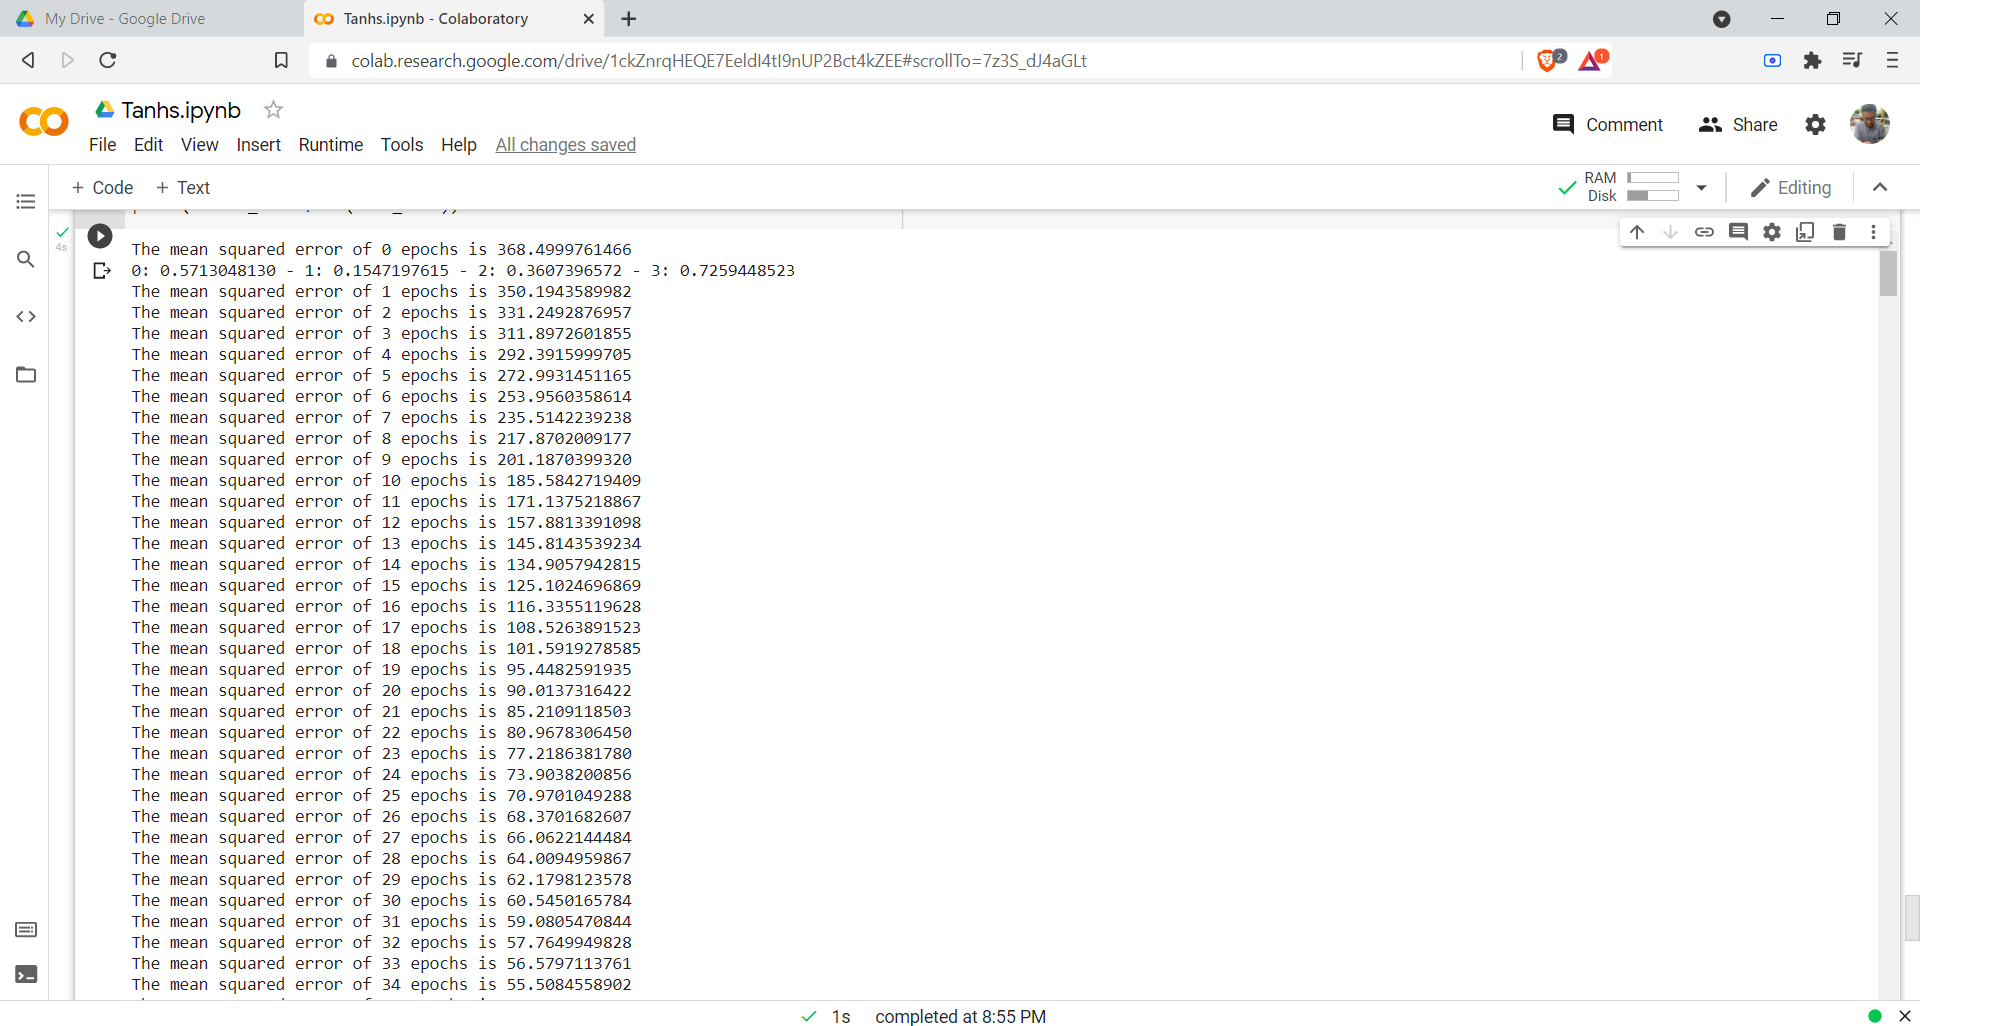 My Drive - Google Drive
Tanhs.ipynb - Colaboratory
colab.research.google.com/drive/1ckZnrqHEQE7EeldI4tI9nUP2Bct4kZEE#scrollTo=7z3S_dJ4aGLt
2
1
Tanhs.ipynb
Comment
Share
File Edit View Insert Runtime Tools Help All changes saved
+ Code + Text
RAM
Disk
Editing
4s
The mean squared error of 0 epochs is 368.4999761466
0: 0.5713048130 - 1: 0.1547197615 - 2: 0.3607396572 - 3: 0.7259448523
The mean squared error of 1 epochs is 350.1943589982
The mean squared error of 2 epochs is 331.2492876957
The mean squared error of 3 epochs is 311.8972601855
The mean squared error of 4 epochs is 292.3915999705
The mean squared error of 5 epochs is 272.9931451165
The mean squared error of 6 epochs is 253.9560358614
The mean squared error of 7 epochs is 235.5142239238
The mean squared error of 8 epochs is 217.8702009177
The mean squared error of 9 epochs is 201.1870399320
The mean squared error of 10 epochs is 185.5842719409
The mean squared error of 11 epochs is 171.1375218867
The mean squared error of 12 epochs is 157.8813391098
The mean squared error of 13 epochs is 145.8143539234
The mean squared error of 14 epochs is 134.9057942815
The mean squared error of 15 epochs is 125.1024696869
The mean squared error of 16 epochs is 116.3355119628
The mean squared error of 17 epochs is 108.5263891523
The mean squared error of 18 epochs is 101.5919278585
The mean squared error of 19 epochs is 95.4482591935
The mean squared error of 20 epochs is 90.0137316422
The mean squared error of 21 epochs is 85.2109118503
The mean squared error of 22 epochs is 80.9678306450
The mean squared error of 23 epochs is 77.2186381780
The mean squared error of 24 epochs is 73.9038200856
The mean squared error of 25 epochs is 70.9701049288
The mean squared error of 26 epochs is 68.3701682607
The mean squared error of 27 epochs is 66.0622144484
The mean squared error of 28 epochs is 64.0094959867
The mean squared error of 29 epochs is 62.1798123578
The mean squared error of 30 epochs is 60.5450165784
The mean squared error of 31 epochs is 59.0805470844
The mean squared error of 32 epochs is 57.7649949828
The mean squared error of 33 epochs is 56.5797113761
The mean squared error of 34 epochs is 55.5084558902
1s completed at 8:55 PM